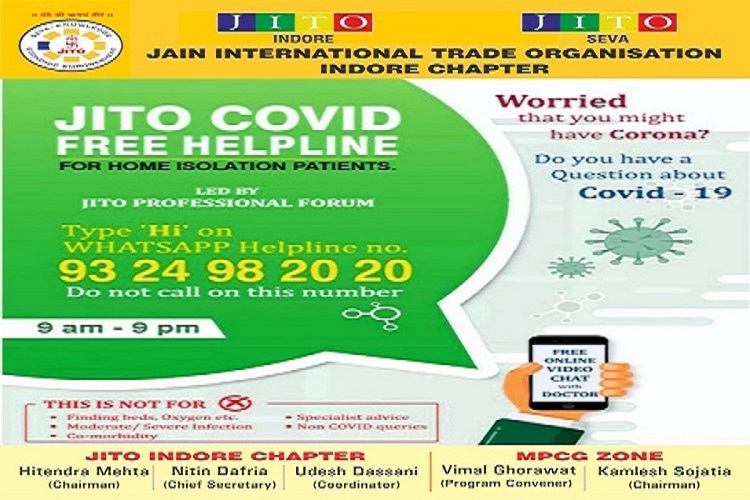 JITO
INDORE
JITO
SEVA
JAIN INTERNATIONAL TRADE ORGANISATION
INDORE CHAPTER
JITO
JITO COVID
FREE HELPLINE
FOR HOME ISOLATION PATIENTS.
LED BY
JITO PROFESSIONAL FORUM
Type 'Hi' on
WHATSAPP Helpline no.
93 24 98 20 20
Do not call on this number
9 am - 9 pm
Worried
that you might
have Corona?
Do you have a
Question about
Covid - 19
FREE
ONLINE
VIDEO
CHAT
with
DOCTOR
THIS IS NOT FOR
• Finding beds, Oxygen etc.
• Moderate/ Severe Infection
• Co-morbidity
• Specialist advice
• Non COVID queries
JITO INDORE CHAPTER
Hitendra Mehta
(Chairman)
Nitin Dafria
(Chief Secretary)
Udesh Dassani
(Coordinator)
MPCG ZONE
Vimal Ghorawat
(Program Convener)
Kamlesh Sojatia
(Chairman)